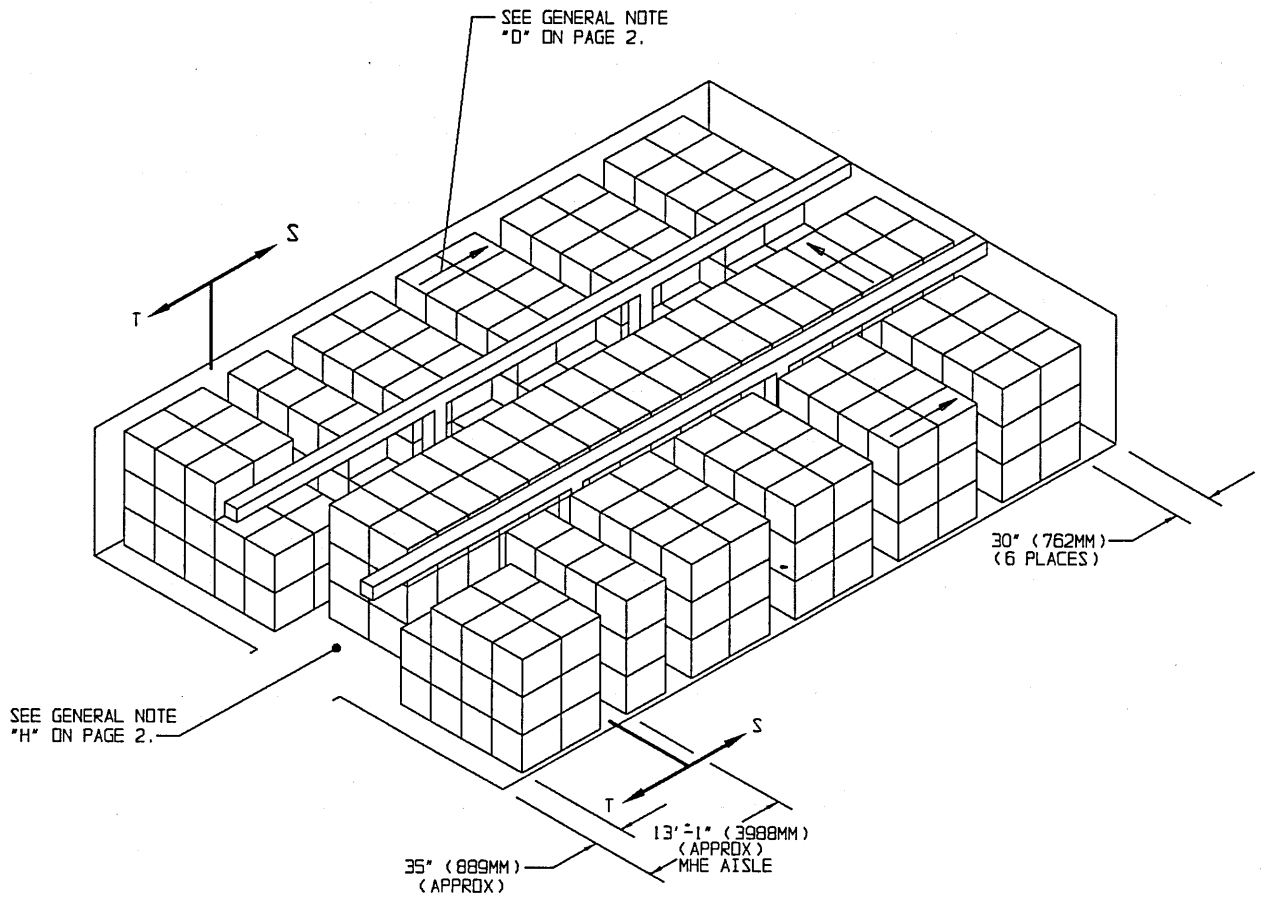 SEE GENERAL NOTE
"D" ON PAGE 2.
S
T
30" (762MM)
(6 PLACES)
SEE GENERAL NOTE
"H" ON PAGE 2.
S
T
13'-1" (3988MM)
(APPROX)
MHE AISLE
35" (889MM)
(APPROX)